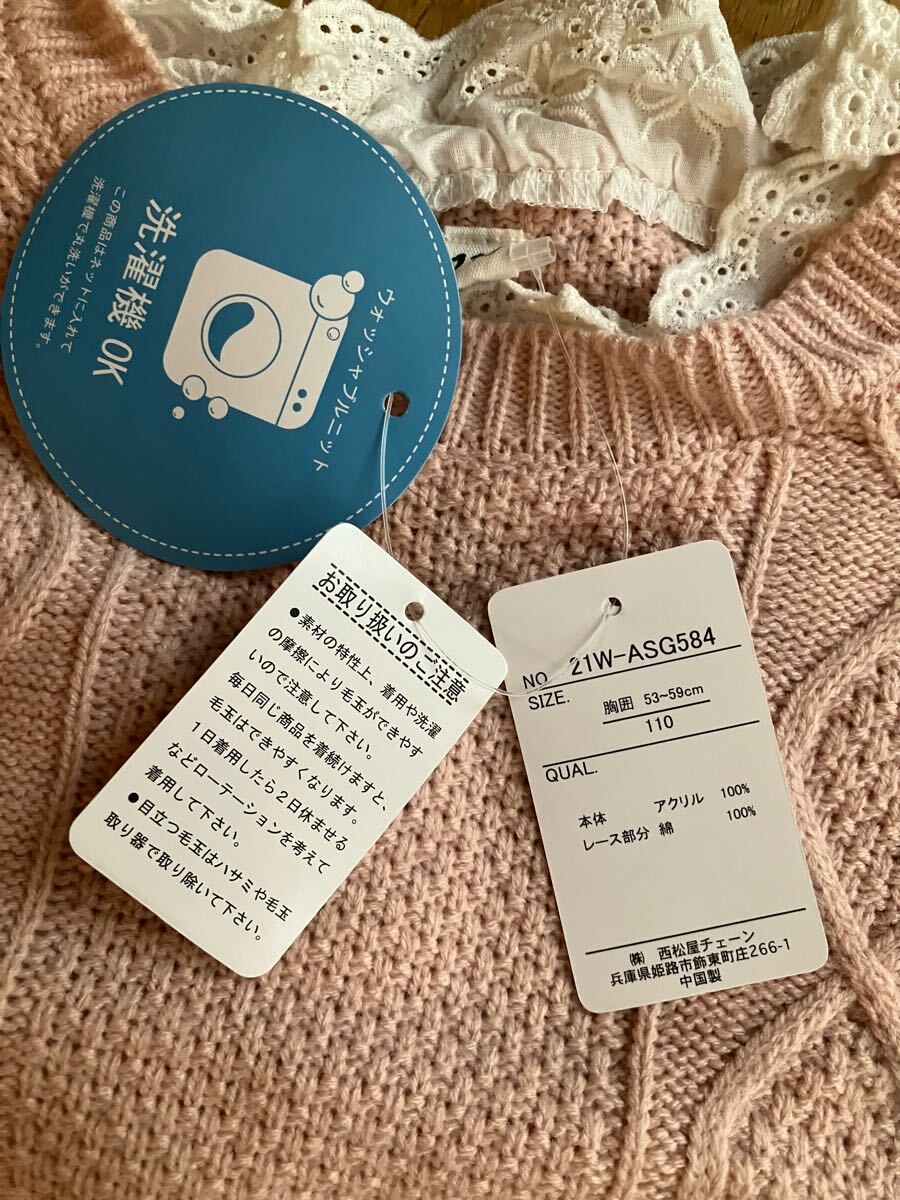 ウオッシャブルニット
洗濯機 OK
この商品はネットに入れて
洗濯機で丸洗いができます。
お取り扱いのご注意
●素材の特性上、着用や洗濯
の摩擦により毛玉ができやす
いので注意して下さい。
毎日同じ商品を着続けますと、
毛玉はできやすくなります。
1日着用したら2日休ませる
などローテーションを考えて
着用して下さい。
●目立つ毛玉はハサミや毛玉
取り器で取り除いて下さい。
NO. 21W-ASG584
SIZE.
胸囲 53~59cm
110
QUAL.
本体 アクリル 100%
レース部分 綿 100%
㈱ 西松屋チェーン
兵庫県姫路市飾東町庄266-1
中国製